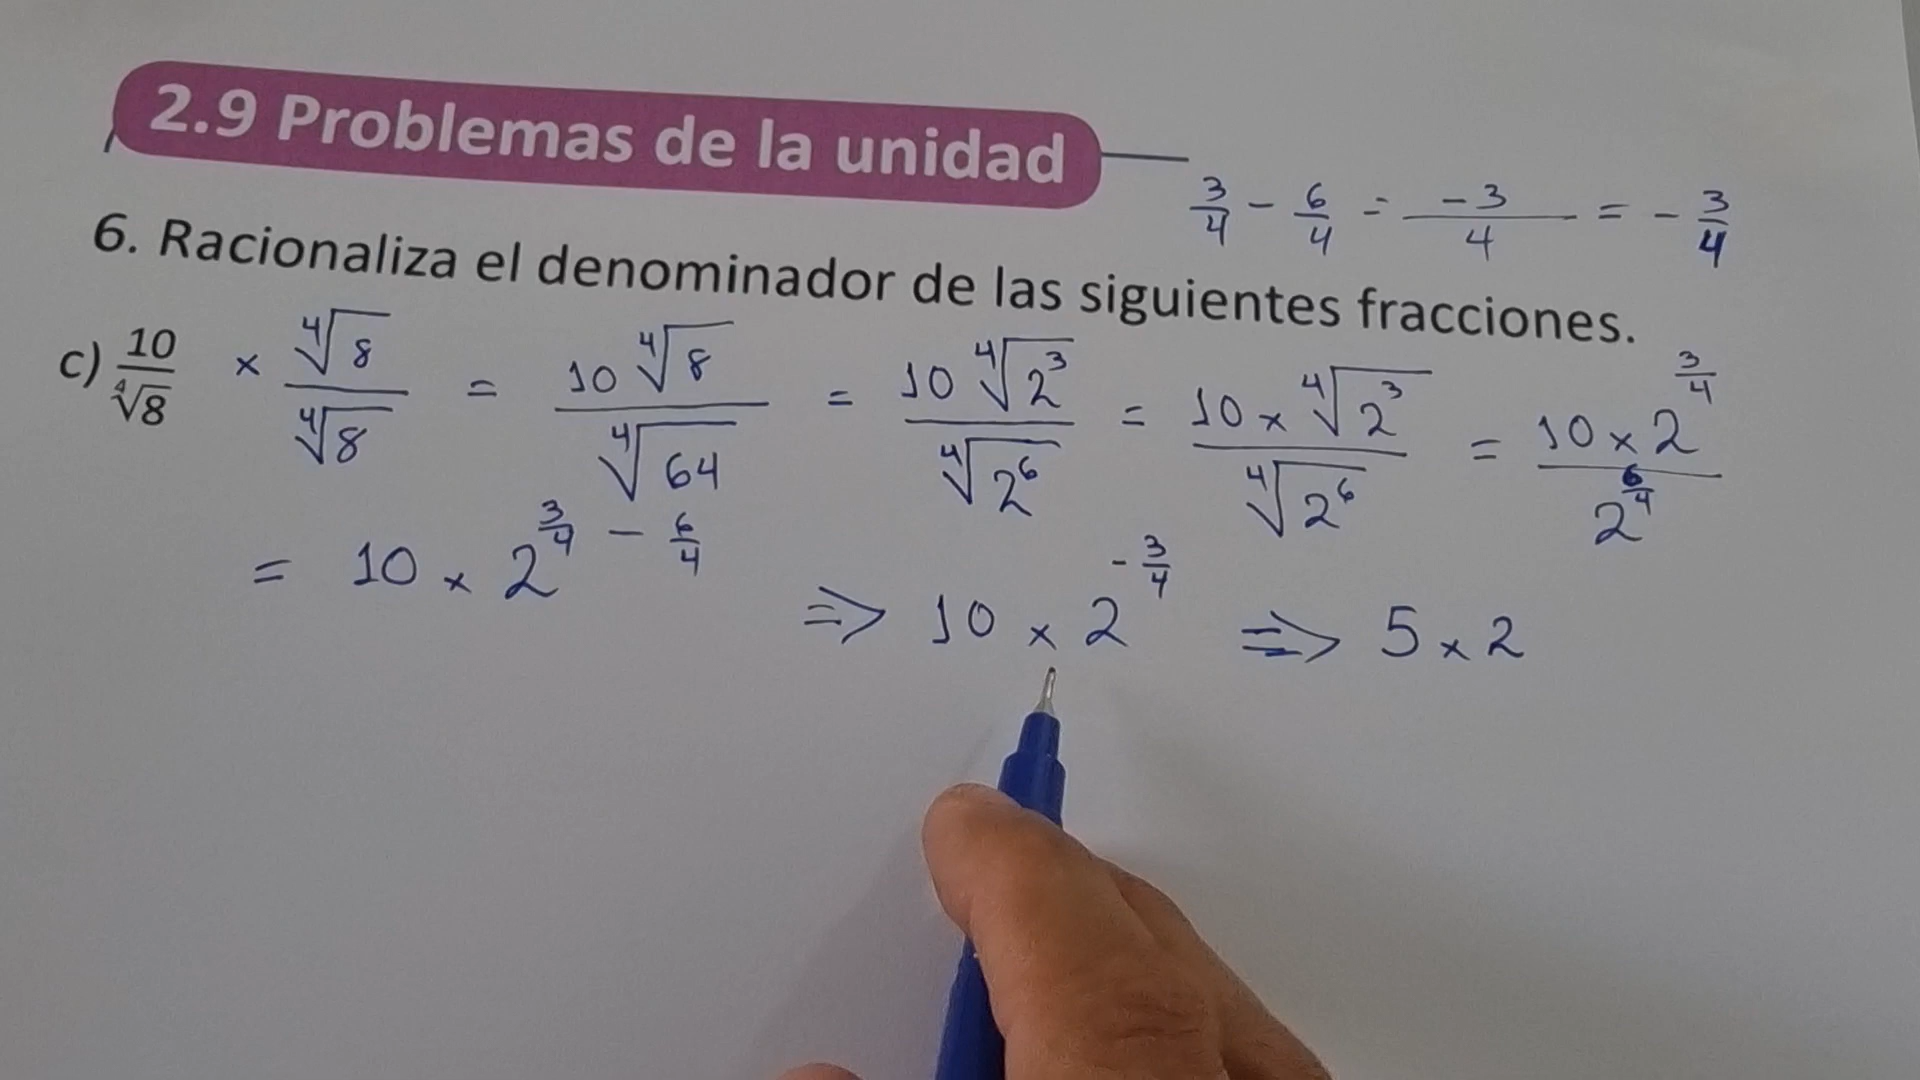 2.9 Problemas de la unidad
3/4 - 6/4 = -3/4 = - 3/4
6. Racionaliza el denominador de las siguientes fracciones.
c) 10/∜8 × ∜8/∜8 = 10 ∜8/∜64 = 10 ∜2³/∜2⁶ = 10 × ∜2³/∜2⁶ = 10 × 2^(3/4)/2^(6/4)
= 10 × 2^(3/4 - 6/4) => 10 × 2^(-3/4) => 5 × 2